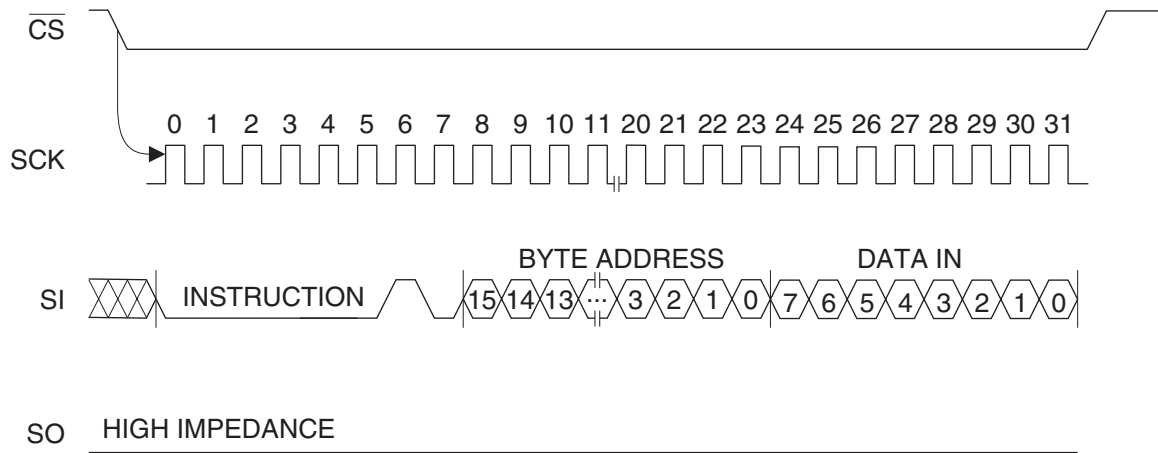 CS
0 1 2 3 4 5 6 7 8 9 10 11 20 21 22 23 24 25 26 27 28 29 30 31
SCK
BYTE ADDRESS DATA IN
SI INSTRUCTION 15 14 13 ... 3 2 1 0 7 6 5 4 3 2 1 0
SO HIGH IMPEDANCE